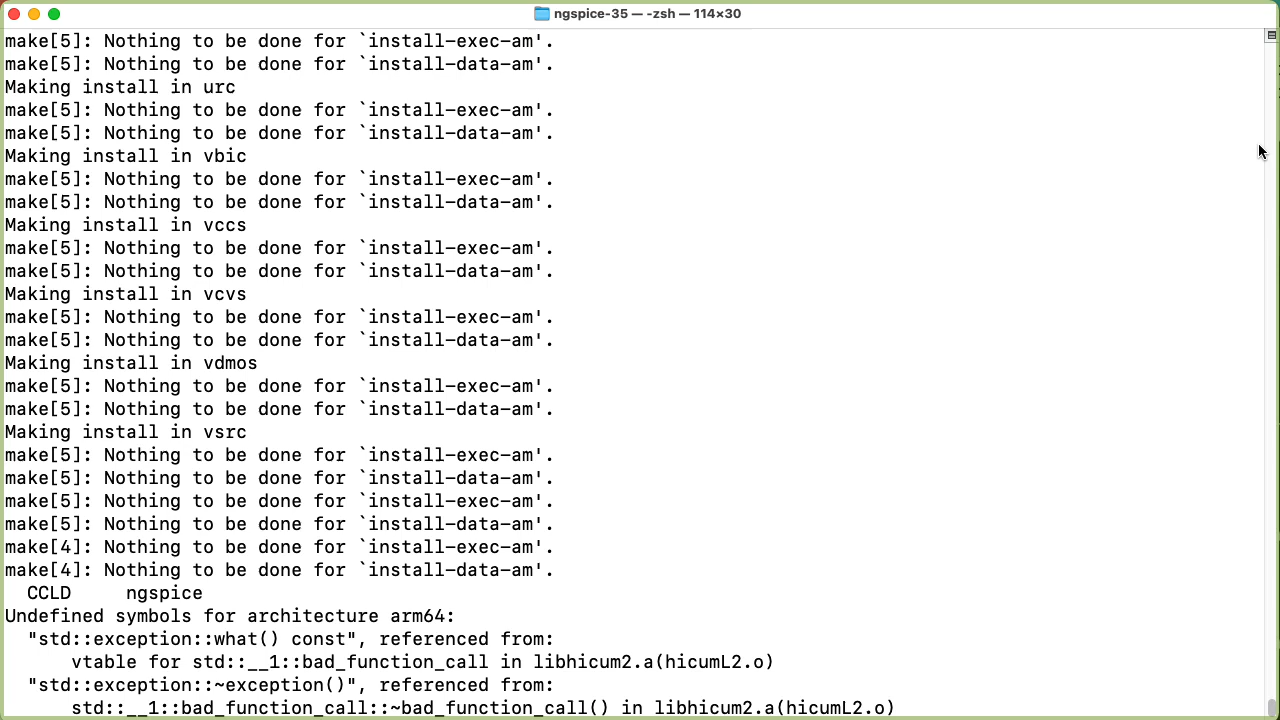 ngspice-35 — -zsh — 114×30
make[5]: Nothing to be done for `install-exec-am'.
make[5]: Nothing to be done for `install-data-am'.
Making install in urc
make[5]: Nothing to be done for `install-exec-am'.
make[5]: Nothing to be done for `install-data-am'.
Making install in vbic
make[5]: Nothing to be done for `install-exec-am'.
make[5]: Nothing to be done for `install-data-am'.
Making install in vccs
make[5]: Nothing to be done for `install-exec-am'.
make[5]: Nothing to be done for `install-data-am'.
Making install in vcvs
make[5]: Nothing to be done for `install-exec-am'.
make[5]: Nothing to be done for `install-data-am'.
Making install in vdmos
make[5]: Nothing to be done for `install-exec-am'.
make[5]: Nothing to be done for `install-data-am'.
Making install in vsrc
make[5]: Nothing to be done for `install-exec-am'.
make[5]: Nothing to be done for `install-data-am'.
make[5]: Nothing to be done for `install-exec-am'.
make[5]: Nothing to be done for `install-data-am'.
make[4]: Nothing to be done for `install-exec-am'.
make[4]: Nothing to be done for `install-data-am'.
  CCLD     ngspice
Undefined symbols for architecture arm64:
  "std::exception::what() const", referenced from:
      vtable for std::__1::bad_function_call in libhicum2.a(hicumL2.o)
  "std::exception::~exception()", referenced from:
      std::__1::bad_function_call::~bad_function_call() in libhicum2.a(hicumL2.o)